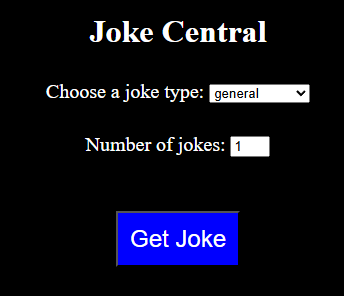 Joke Central
Choose a joke type: general
Number of jokes: 1
Get Joke